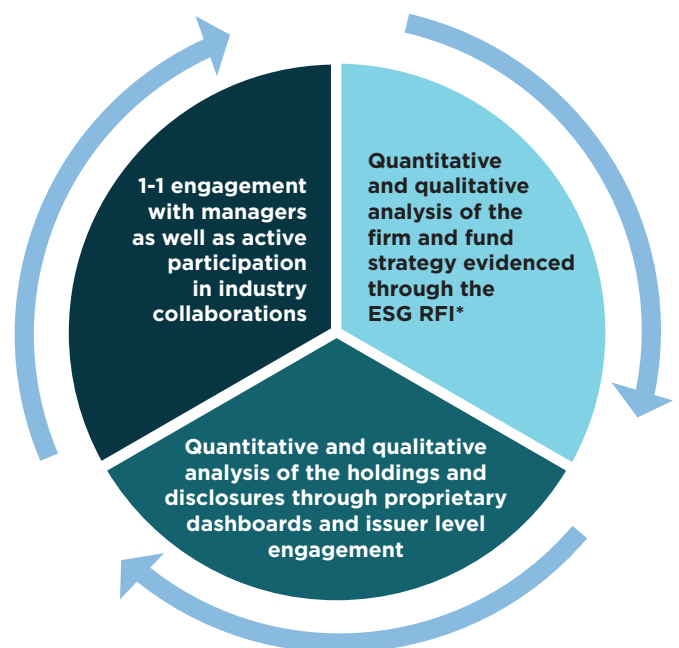 1-1 engagement
with managers
as well as active
participation
in industry
collaborations
Quantitative
and qualitative
analysis of the
firm and fund
strategy evidenced
through the
ESG RFI*
Quantitative and qualitative
analysis of the holdings and
disclosures through proprietary
dashboards and issuer level
engagement